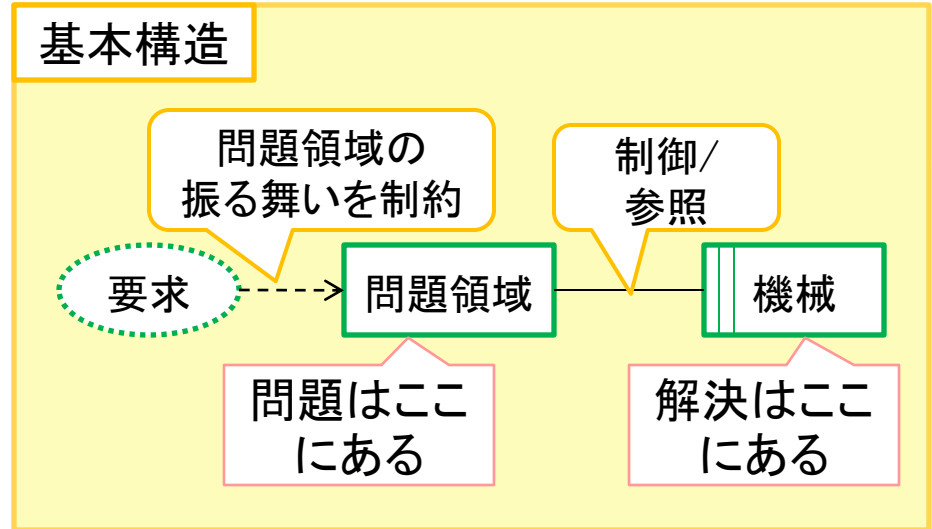 基本構造
問題領域の
振る舞いを制約
制御/
参照
要求
問題領域
機械
問題はここ
にある
解決はここ
にある